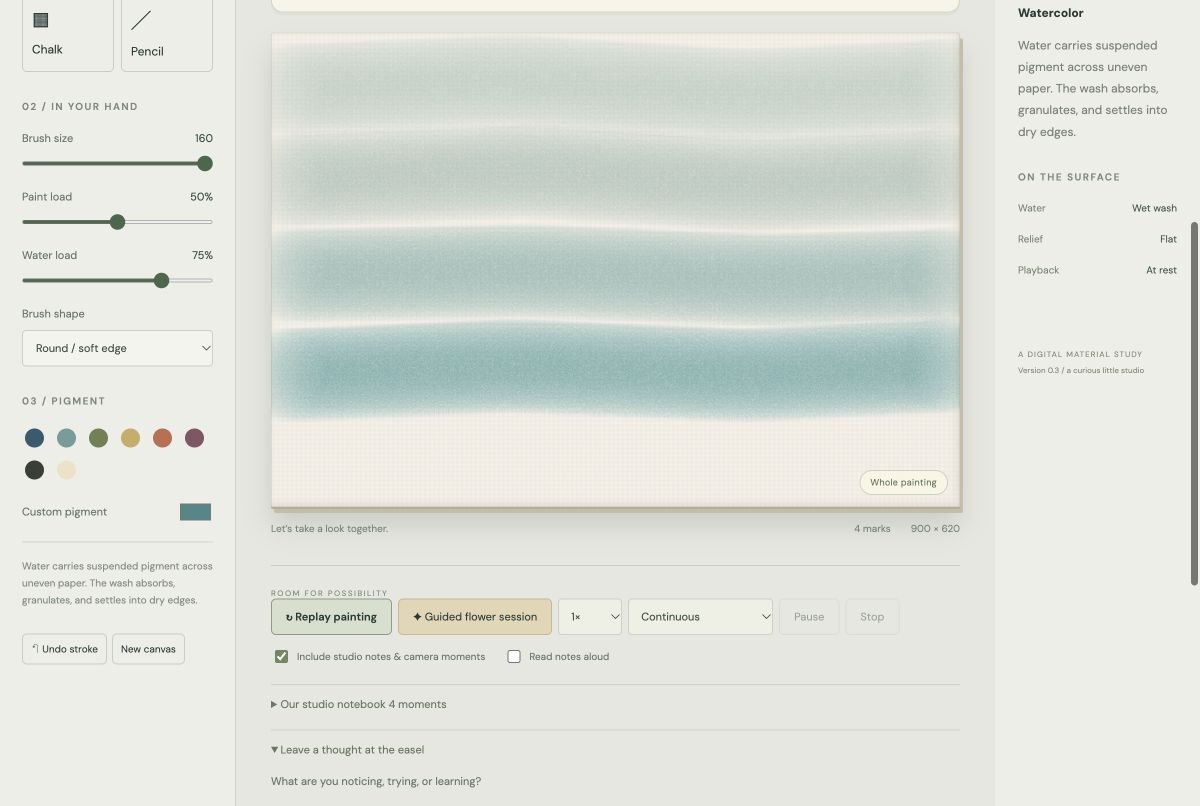 Chalk
Pencil
02 / IN YOUR HAND
Brush size 160
Paint load 50%
Water load 75%
Brush shape
Round / soft edge
03 / PIGMENT
Custom pigment
Water carries suspended pigment across
uneven paper. The wash absorbs,
granulates, and settles into dry edges.
Undo stroke
New canvas
Whole painting
Let's take a look together.
4 marks 900 × 620
ROOM FOR POSSIBILITY
↻ Replay painting
✦ Guided flower session
1×
Continuous
Pause
Stop
Include studio notes & camera moments
Read notes aloud
▶ Our studio notebook 4 moments
▼ Leave a thought at the easel
What are you noticing, trying, or learning?
Watercolor
Water carries suspended
pigment across uneven
paper. The wash absorbs,
granulates, and settles into
dry edges.
ON THE SURFACE
Water Wet wash
Relief Flat
Playback At rest
A DIGITAL MATERIAL STUDY
Version 0.3 / a curious little studio